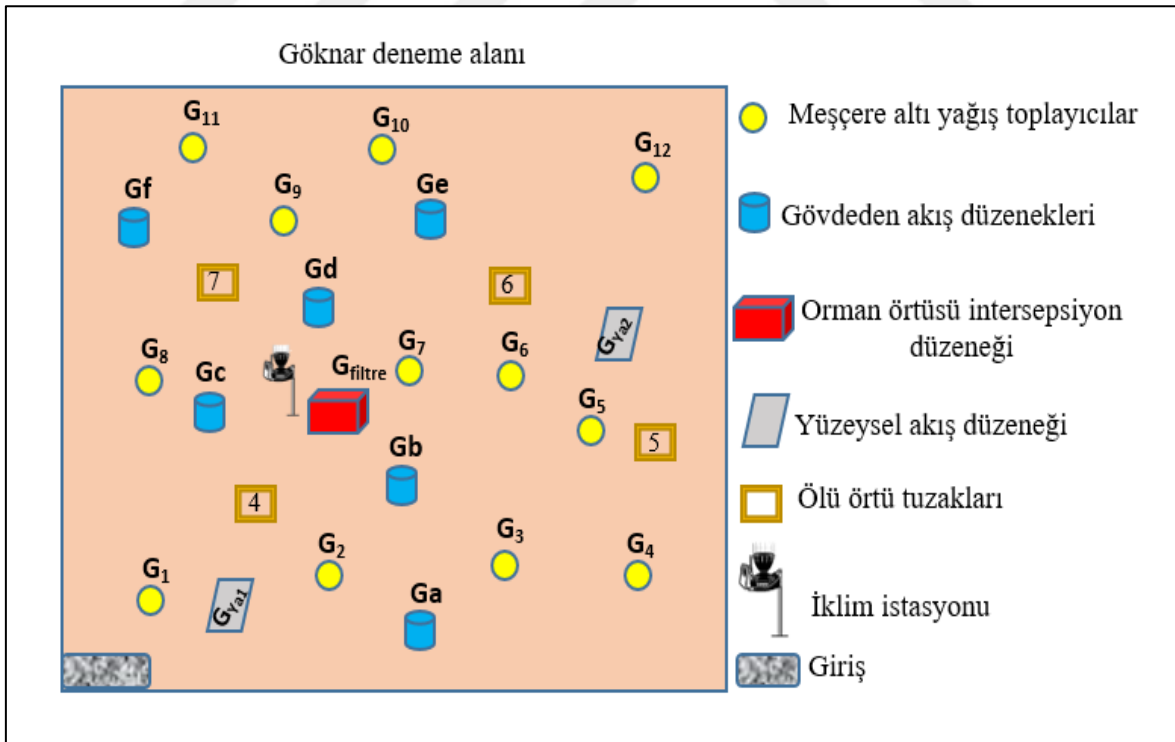 Göknar deneme alanı
G11
G10
G12
Gf
G9
Ge
7
Gd
6
GYa2
G8
Gc
Gfiltre
G7
G6
G5
5
Gb
4
G1
GYa1
G2
G3
G4
Ga
Meşçere altı yağış toplayıcılar
Gövdeden akış düzenekleri
Orman örtüsü intersepsiyon
düzeneği
Yüzeysel akış düzeneği
Ölü örtü tuzakları
İklim istasyonu
Giriş